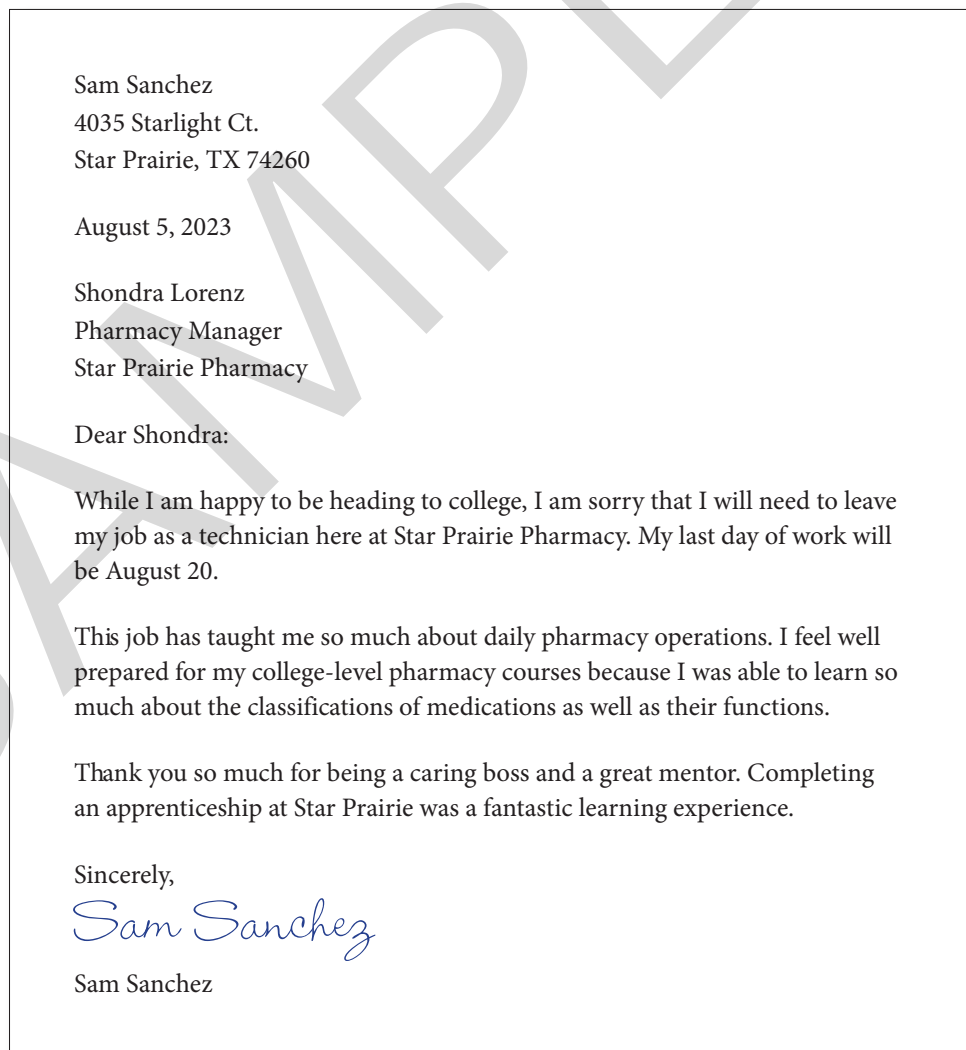 Sam Sanchez
4035 Starlight Ct.
Star Prairie, TX 74260
August 5, 2023
Shondra Lorenz
Pharmacy Manager
Star Prairie Pharmacy
Dear Shondra:
While I am happy to be heading to college, I am sorry that I will need to leave
my job as a technician here at Star Prairie Pharmacy. My last day of work will
be August 20.
This job has taught me so much about daily pharmacy operations. I feel well
prepared for my college-level pharmacy courses because I was able to learn so
much about the classifications of medications as well as their functions.
Thank you so much for being a caring boss and a great mentor. Completing
an apprenticeship at Star Prairie was a fantastic learning experience.
Sincerely,
Sam Sanchez
Sam Sanchez
SAMPLE